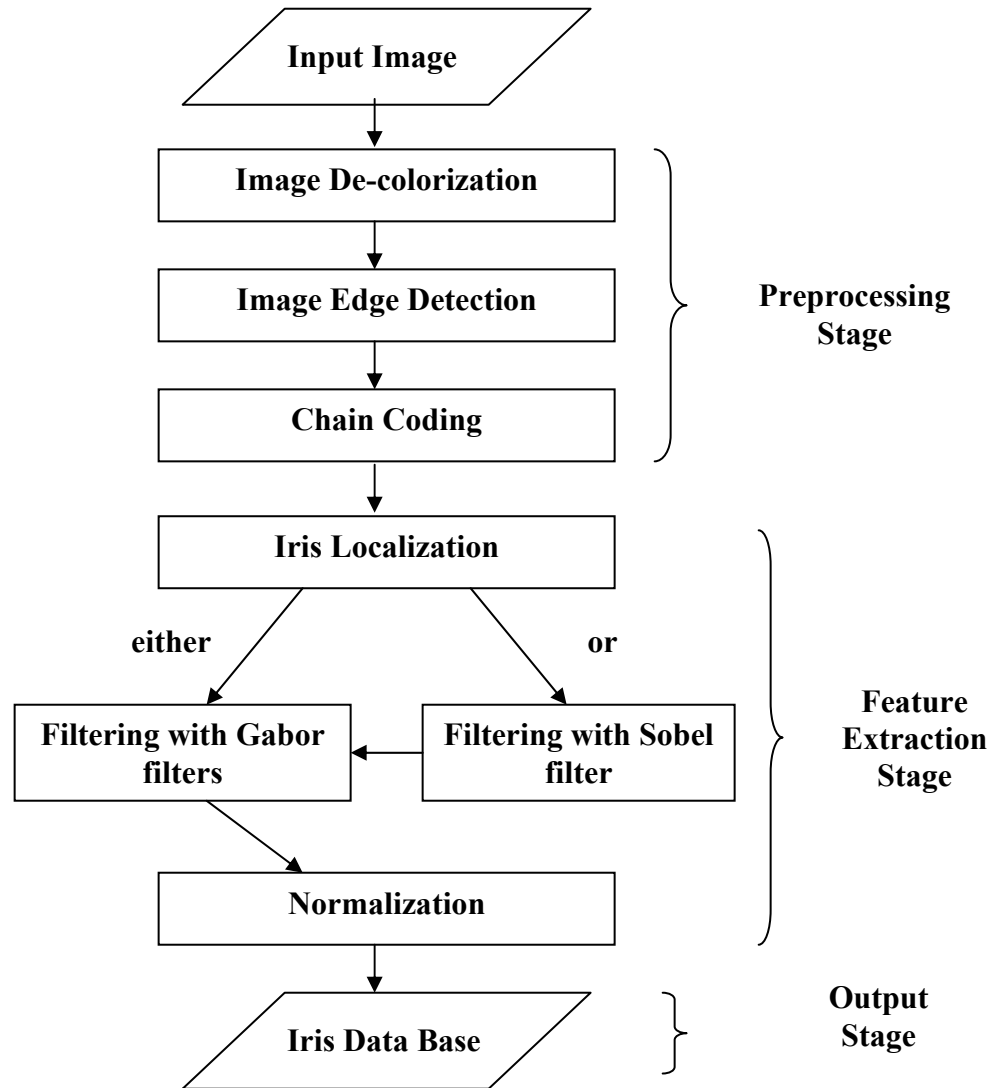 Input Image
Image De-colorization
Image Edge Detection
Preprocessing
Stage
Chain Coding
Iris Localization
either
or
Filtering with Gabor
filters
Filtering with Sobel
filter
Feature
Extraction
Stage
Normalization
Iris Data Base
Output
Stage